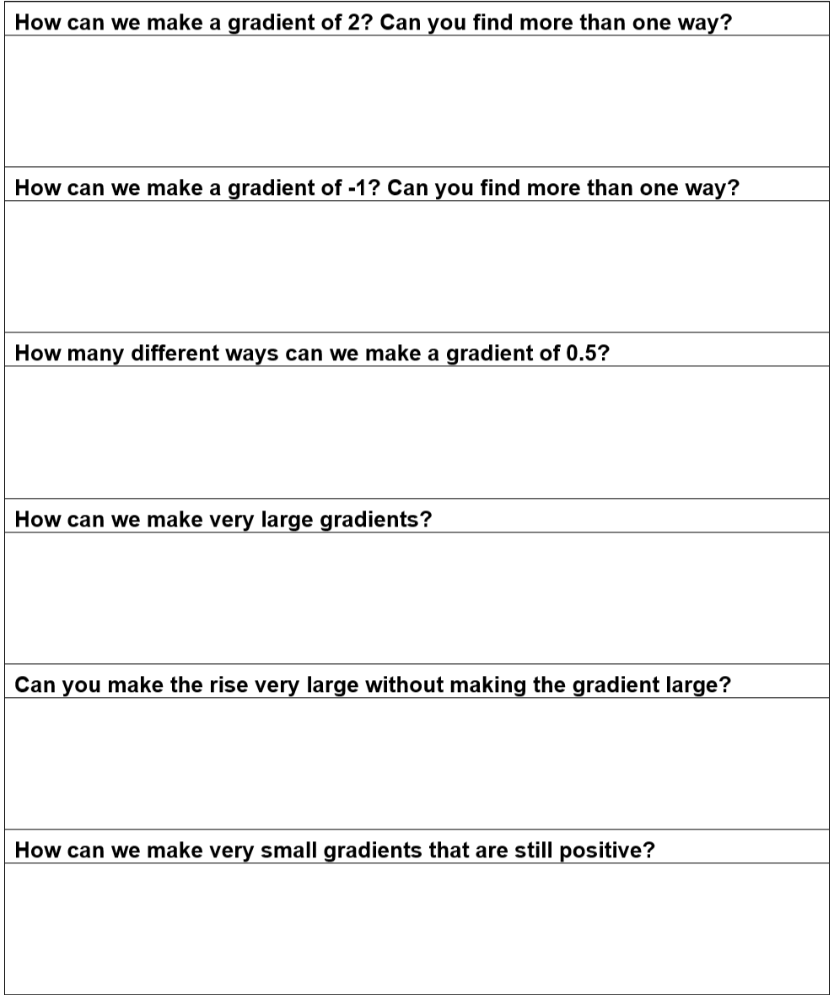 How can we make a gradient of 2? Can you find more than one way?
How can we make a gradient of -1? Can you find more than one way?
How many different ways can we make a gradient of 0.5?
How can we make very large gradients?
Can you make the rise very large without making the gradient large?
How can we make very small gradients that are still positive?